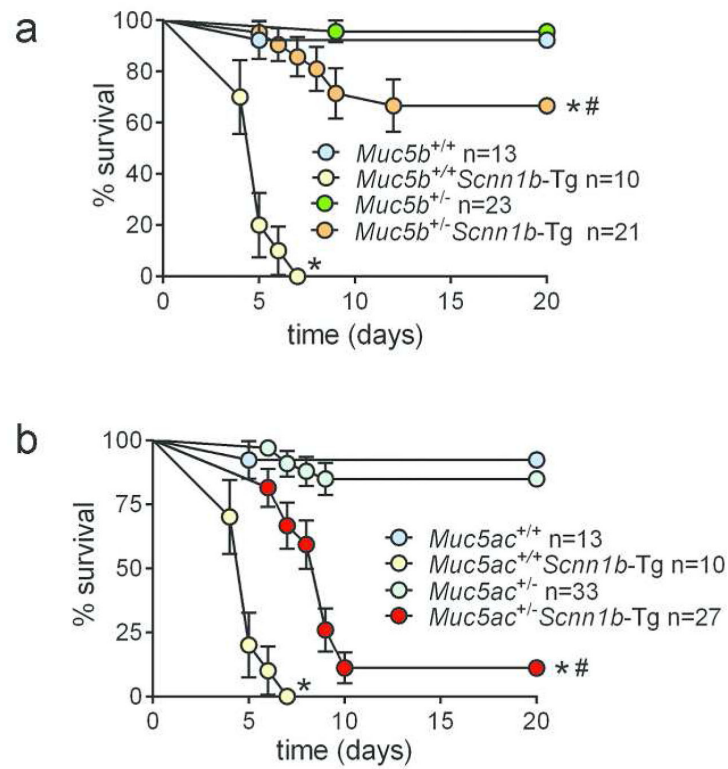 a
100
80
60
40
20
0
% survival
Muc5b+/+ n=13
Muc5b+/+Scnn1b-Tg n=10
Muc5b+/- n=23
Muc5b+/-Scnn1b-Tg n=21
* #
*
0 5 10 15 20
time (days)
b
100
75
50
25
0
% survival
Muc5ac+/+ n=13
Muc5ac+/+Scnn1b-Tg n=10
Muc5ac+/- n=33
Muc5ac+/-Scnn1b-Tg n=27
* #
*
0 5 10 15 20
time (days)